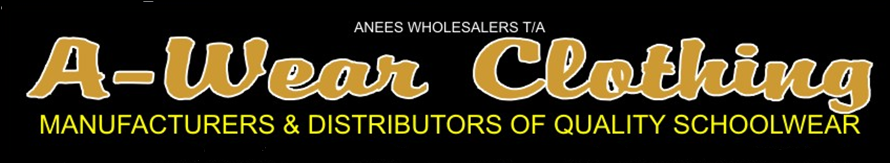 ANEES WHOLESALERS T/A
A-Wear Clothing
MANUFACTURERS & DISTRIBUTORS OF QUALITY SCHOOLWEAR